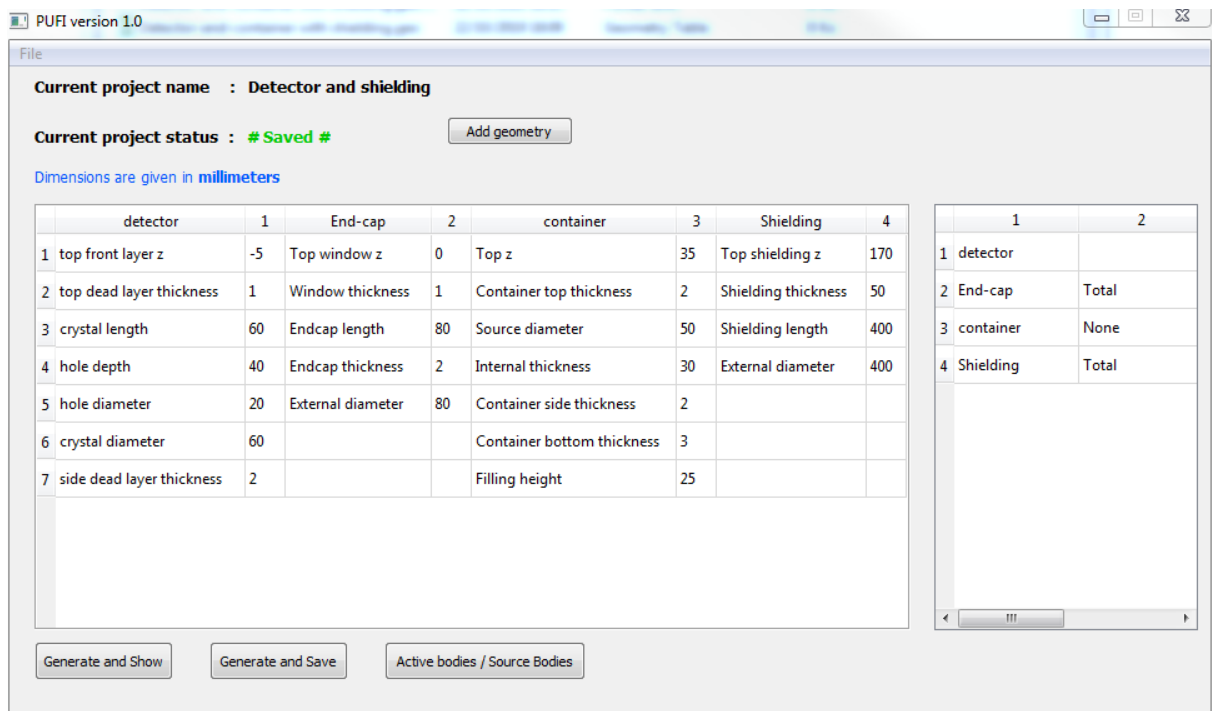 PUFI version 1.0
File
Current project name : Detector and shielding
Current project status : # Saved #
Add geometry
Dimensions are given in millimeters
detector 1 End-cap 2 container 3 Shielding 4
1 top front layer z -5 Top window z 0 Top z 35 Top shielding z 170
2 top dead layer thickness 1 Window thickness 1 Container top thickness 2 Shielding thickness 50
3 crystal length 60 Endcap length 80 Source diameter 50 Shielding length 400
4 hole depth 40 Endcap thickness 2 Internal thickness 30 External diameter 400
5 hole diameter 20 External diameter 80 Container side thickness 2
6 crystal diameter 60 Container bottom thickness 3
7 side dead layer thickness 2 Filling height 25
1 2
1 detector
2 End-cap Total
3 container None
4 Shielding Total
Generate and Show Generate and Save Active bodies / Source Bodies